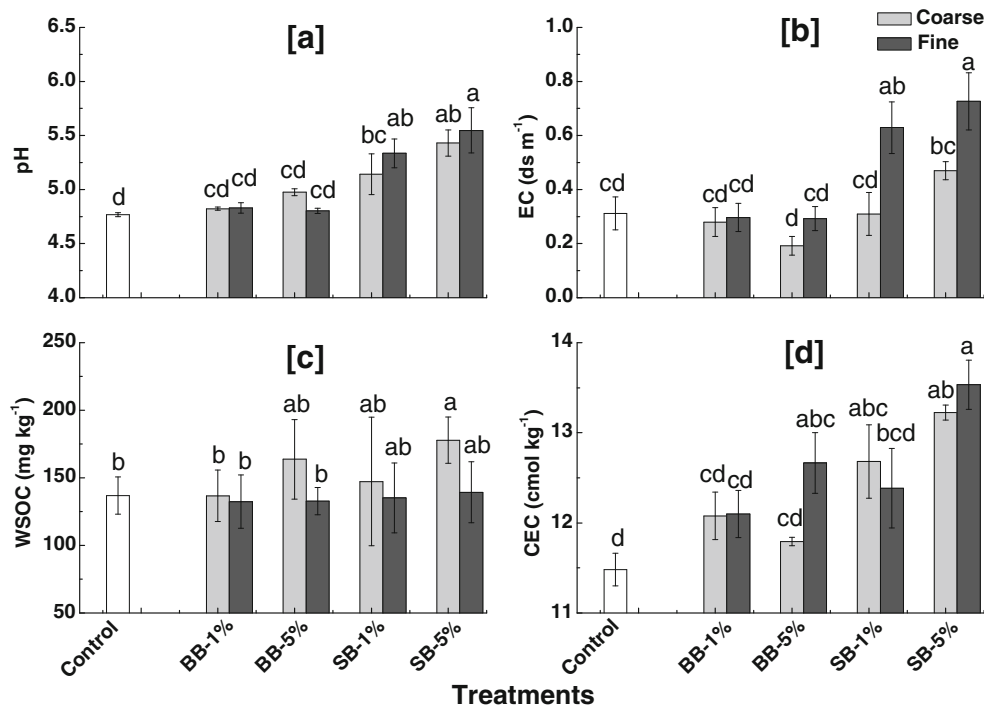 [a]
6.5
6.0
5.5
5.0
4.5
4.0
pH
d
cd
cd
cd
cd
bc
ab
ab
a
[b]
Coarse
Fine
1.0
0.8
0.6
0.4
0.2
0.0
EC (ds m⁻¹)
cd
cd
cd
d
cd
cd
ab
bc
a
[c]
250
200
150
100
50
WSOC (mg kg⁻¹)
b
b
b
ab
b
ab
ab
a
ab
Control
BB-1%
BB-5%
SB-1%
SB-5%
[d]
14
13
12
11
CEC (cmol kg⁻¹)
d
cd
cd
cd
abc
abc
bcd
ab
a
Control
BB-1%
BB-5%
SB-1%
SB-5%
Treatments